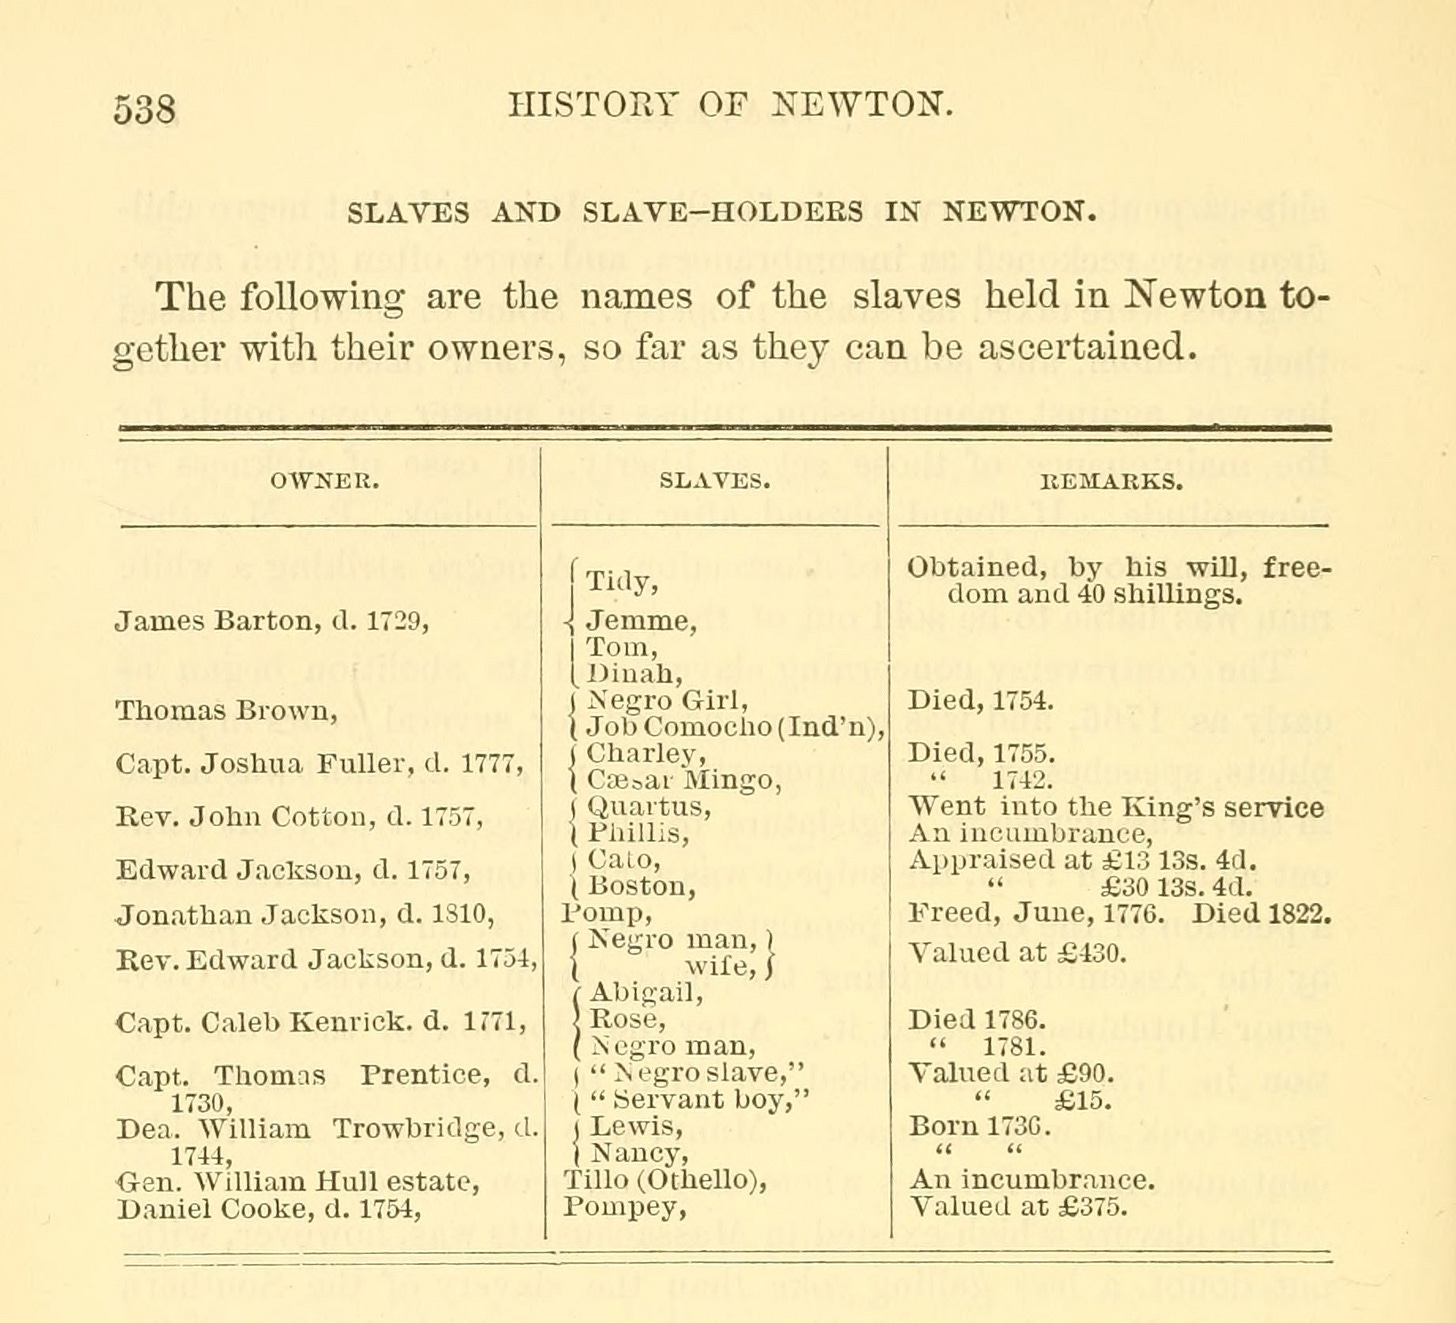 538 HISTORY OF NEWTON.
SLAVES AND SLAVE-HOLDERS IN NEWTON.
The following are the names of the slaves held in Newton to-
gether with their owners, so far as they can be ascertained.
OWNER. SLAVES. REMARKS.
Tidy, Obtained, by his will, free-
dom and 40 shillings.
James Barton, d. 1729, Jemme,
Tom,
Dinah,
Negro Girl, Died, 1754.
Thomas Brown,
Job Comocho (Ind'n),
Charley, Died, 1755.
Capt. Joshua Fuller, d. 1777,
Cæsar Mingo, " 1742.
Quartus, Went into the King's service
Rev. John Cotton, d. 1757,
Phillis, An incumbrance,
Cato, Appraised at £13 13s. 4d.
Edward Jackson, d. 1757,
Boston, " £30 13s. 4d.
Jonathan Jackson, d. 1810, Pomp, Freed, June, 1776. Died 1822.
Negro man, Valued at £430.
Rev. Edward Jackson, d. 1754,
wife,
Abigail,
Capt. Caleb Kenrick. d. 1771, Rose, Died 1786.
Negro man, " 1781.
Capt. Thomas Prentice, d. "Negro slave," Valued at £90.
1730, "Servant boy," " £15.
Dea. William Trowbridge, d. Lewis, Born 1736.
1744, Nancy, " "
Gen. William Hull estate, Tillo (Othello), An incumbrance.
Daniel Cooke, d. 1754, Pompey, Valued at £375.